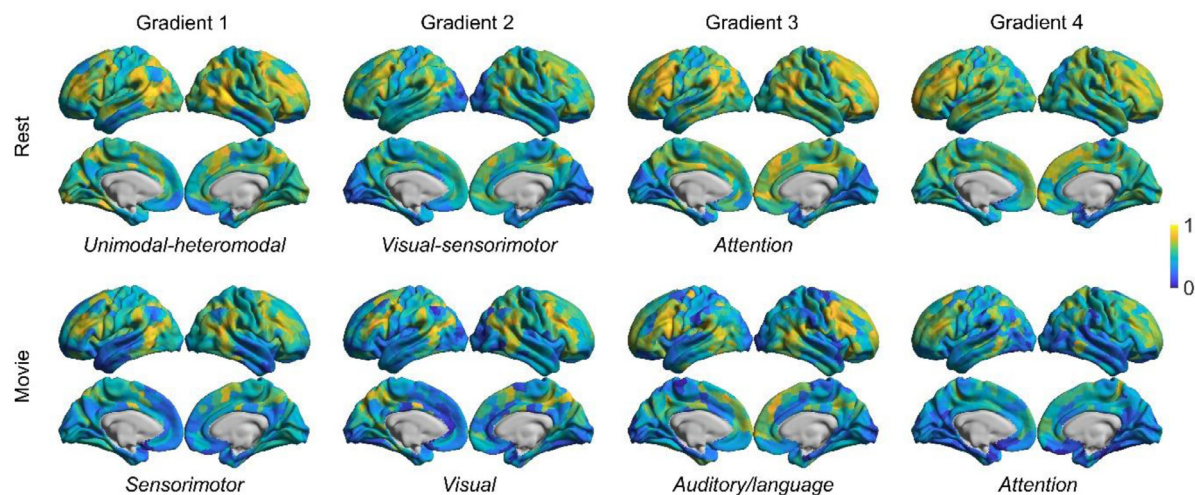 Gradient 1 Gradient 2 Gradient 3 Gradient 4
Rest
Unimodal-heteromodal Visual-sensorimotor Attention
1
0
Movie
Sensorimotor Visual Auditory/language Attention